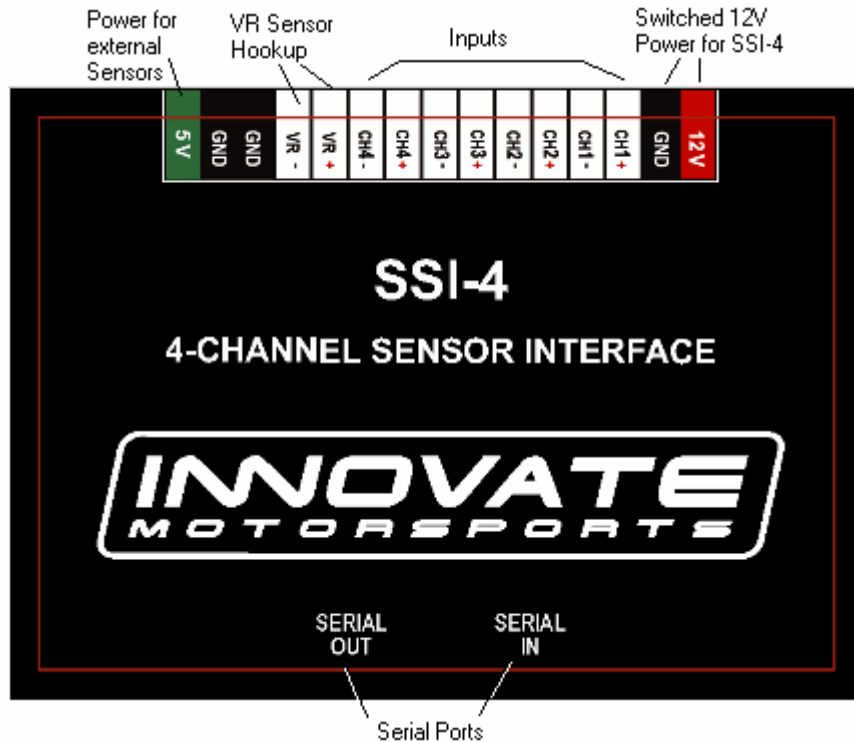 Power for
external
Sensors
VR Sensor
Hookup
Inputs
Switched 12V
Power for SSI-4
5V
GND
GND
VR -
VR +
CH4 -
CH4 +
CH3 -
CH3 +
CH2 -
CH2 +
CH1 -
CH1 +
GND
12V
SSI-4
4-CHANNEL SENSOR INTERFACE
INNOVATE
MOTORSPORTS
SERIAL
OUT
SERIAL
IN
Serial Ports